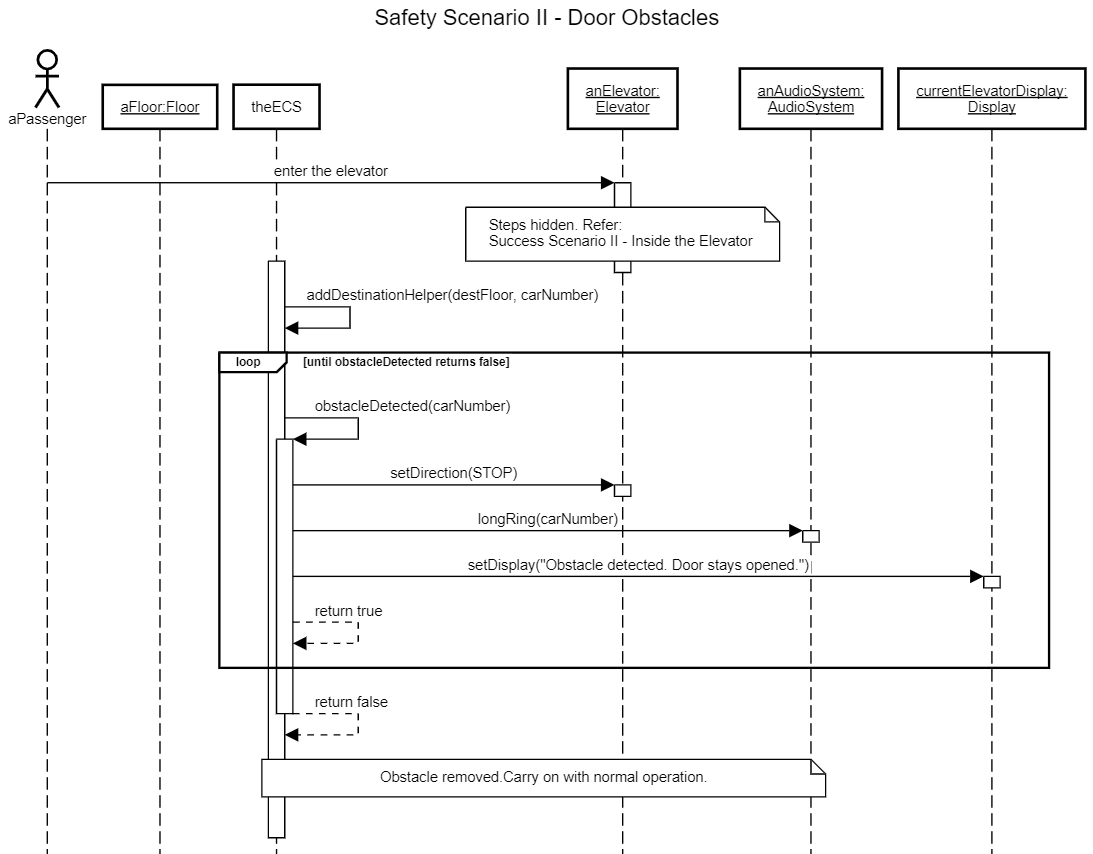 Safety Scenario II - Door Obstacles
aPassenger
aFloor:Floor
theECS
anElevator:
Elevator
anAudioSystem:
AudioSystem
currentElevatorDisplay:
Display
enter the elevator
Steps hidden. Refer:
Success Scenario II - Inside the Elevator
addDestinationHelper(destFloor, carNumber)
loop
[until obstacleDetected returns false]
obstacleDetected(carNumber)
setDirection(STOP)
longRing(carNumber)
setDisplay("Obstacle detected. Door stays opened.")
return true
return false
Obstacle removed.Carry on with normal operation.